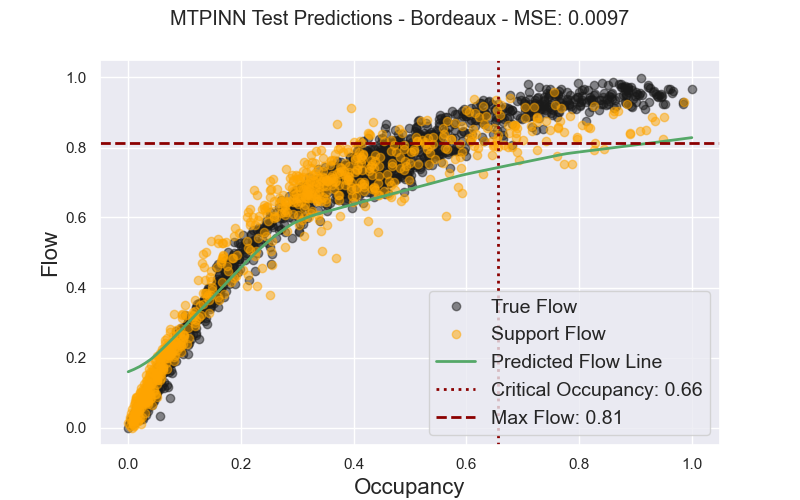 MTPINN Test Predictions - Bordeaux - MSE: 0.0097
Flow
1.0
0.8
0.6
0.4
0.2
0.0
True Flow
Support Flow
Predicted Flow Line
Critical Occupancy: 0.66
Max Flow: 0.81
0.0 0.2 0.4 0.6 0.8 1.0
Occupancy